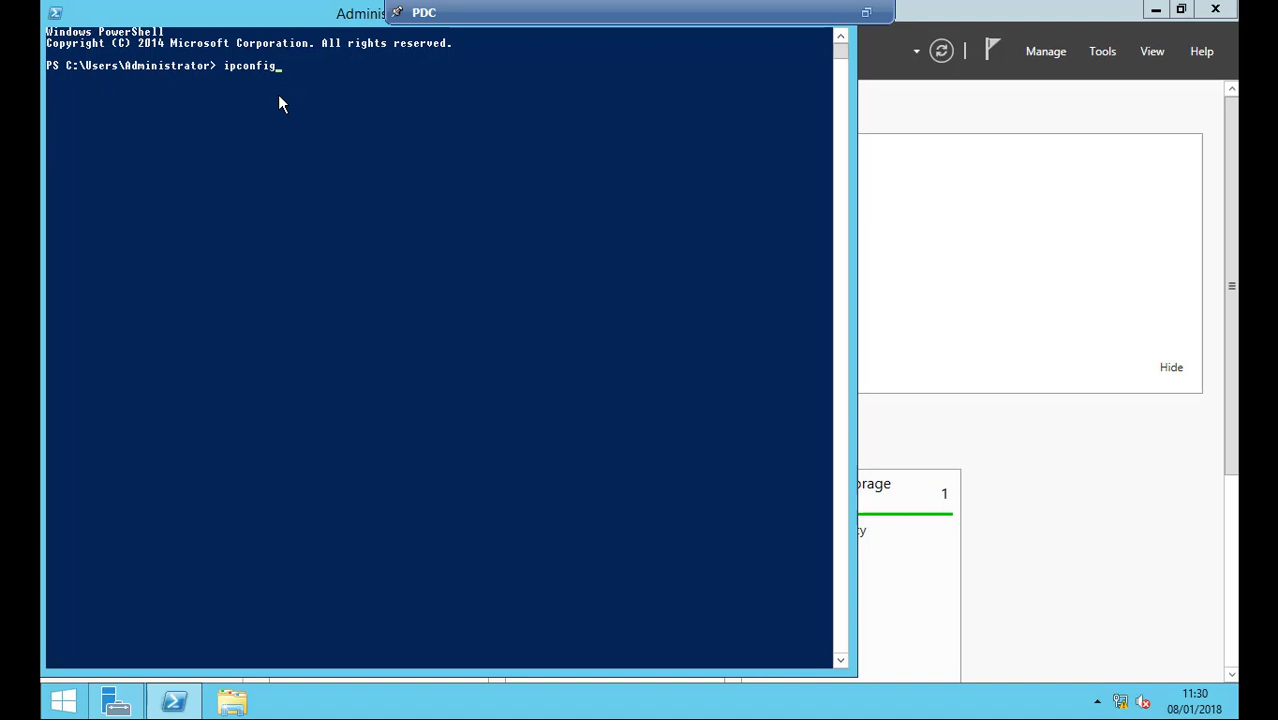 Adminis
PDC
Windows PowerShell
Copyright (C) 2014 Microsoft Corporation. All rights reserved.
PS C:\Users\Administrator> ipconfig_
Manage Tools View Help
Hide
orage 1
ty
11:30
08/01/2018